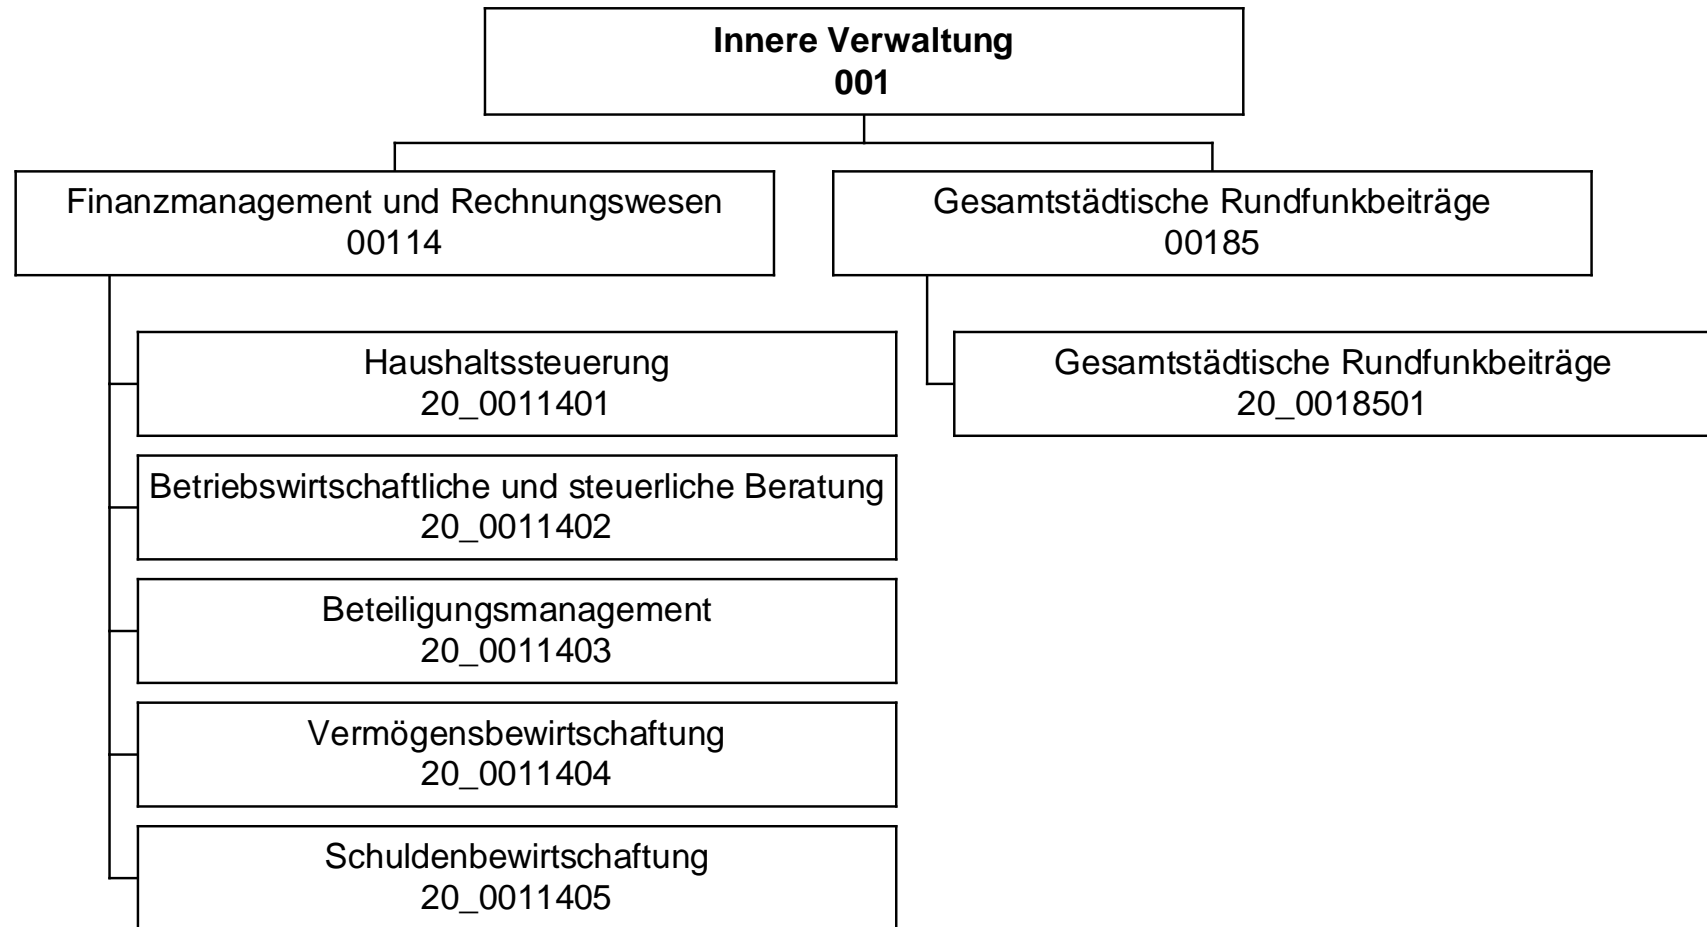 Innere Verwaltung
001
Finanzmanagement und Rechnungswesen
00114
Gesamtstädtische Rundfunkbeiträge
00185
Haushaltssteuerung
20_0011401
Gesamtstädtische Rundfunkbeiträge
20_0018501
Betriebswirtschaftliche und steuerliche Beratung
20_0011402
Beteiligungsmanagement
20_0011403
Vermögensbewirtschaftung
20_0011404
Schuldenbewirtschaftung
20_0011405